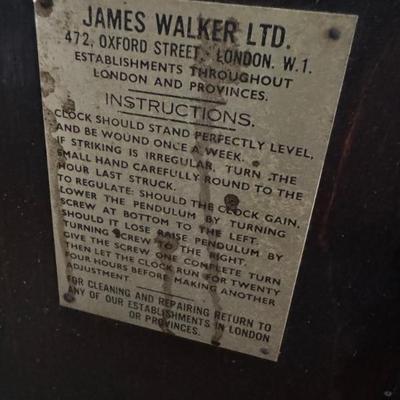 JAMES WALKER LTD.
472, OXFORD STREET, LONDON. W.1.
ESTABLISHMENTS THROUGHOUT
LONDON AND PROVINCES.
INSTRUCTIONS.
CLOCK SHOULD STAND PERFECTLY LEVEL,
AND BE WOUND ONCE A WEEK.
IF STRIKING IS IRREGULAR, TURN THE
SMALL HAND CAREFULLY ROUND TO THE
HOUR LAST STRUCK.
TO REGULATE: SHOULD THE CLOCK GAIN,
LOWER THE PENDULUM BY TURNING
SCREW AT BOTTOM TO THE LEFT.
SHOULD IT LOSE RAISE PENDULUM BY
TURNING SCREW TO THE RIGHT.
GIVE THE SCREW ONE COMPLETE TURN
THEN LET THE CLOCK RUN FOR TWENTY
FOUR HOURS BEFORE MAKING ANOTHER
ADJUSTMENT.
FOR CLEANING AND REPAIRING RETURN TO
ANY OF OUR ESTABLISHMENTS IN LONDON
OR PROVINCES.